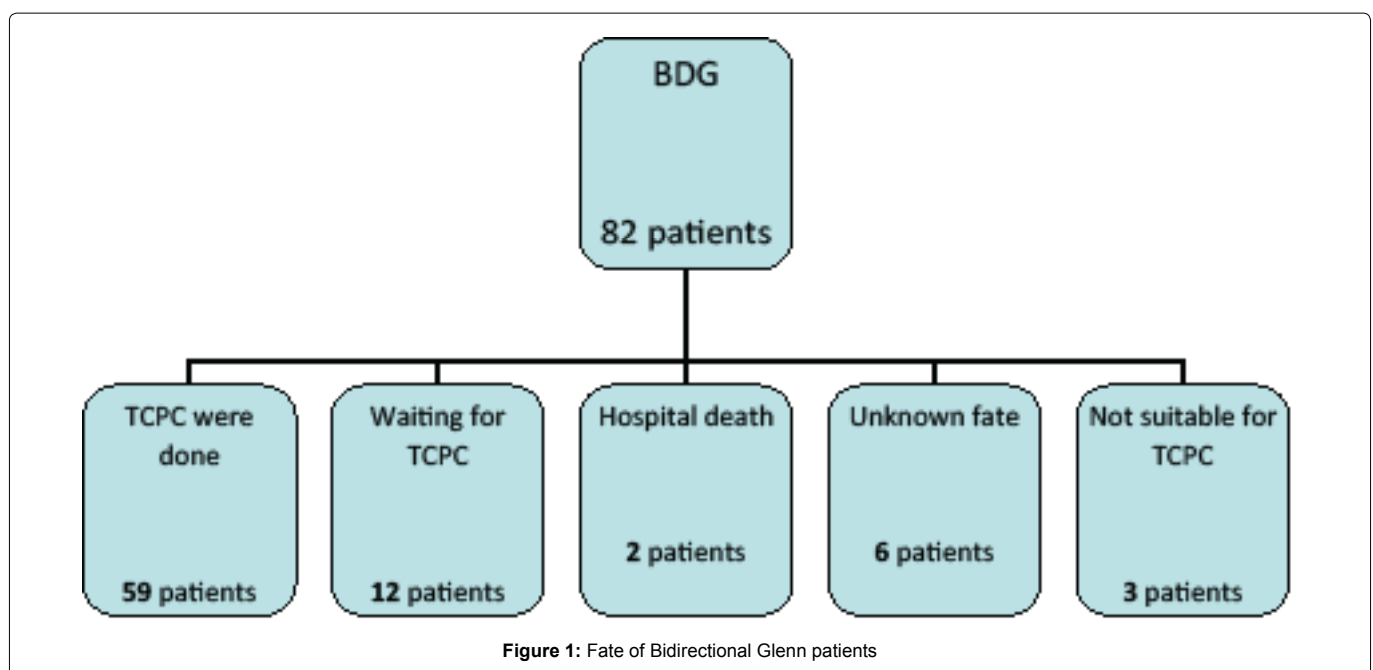 BDG
82 patients
TCPC were
done
59 patients
Waiting for
TCPC
12 patients
Hospital death
2 patients
Unknown fate
6 patients
Not suitable for
TCPC
3 patients
Figure 1: Fate of Bidirectional Glenn patients